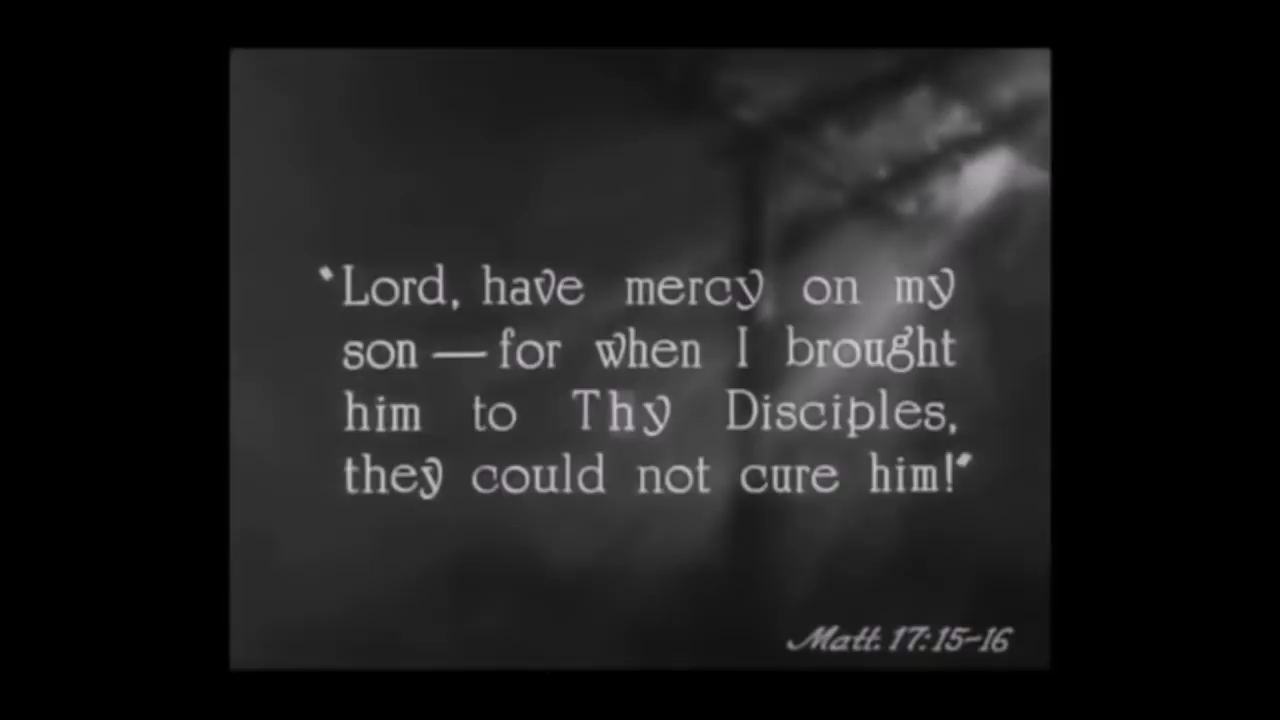 "Lord, have mercy on my
son — for when I brought
him to Thy Disciples,
they could not cure him!"
Matt. 17:15-16